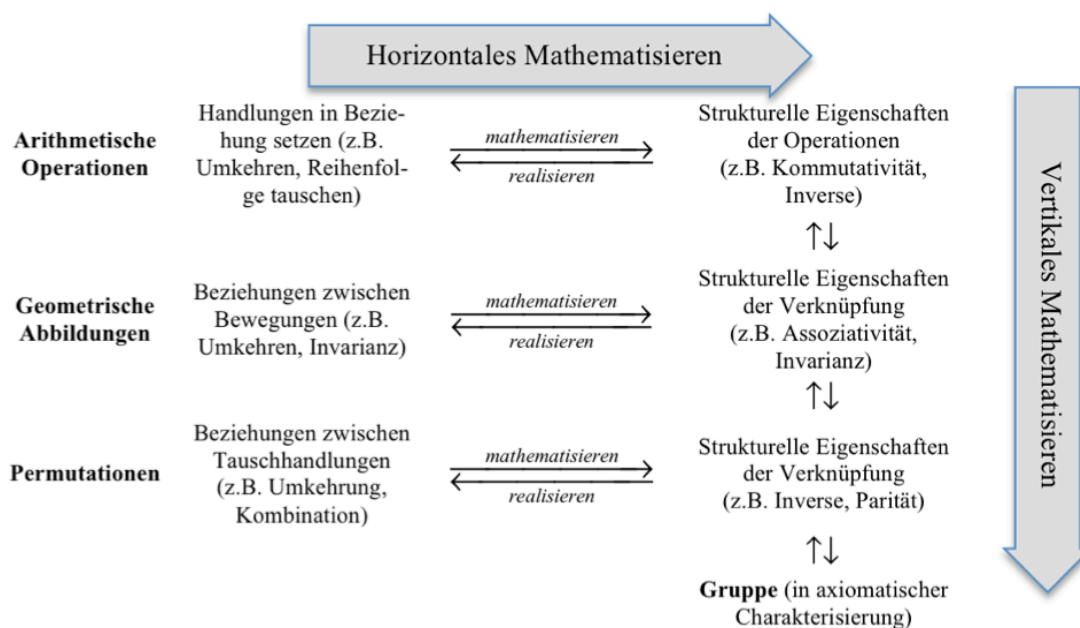 Horizontales Mathematisieren
Arithmetische
Operationen
Handlungen in Bezie-
hung setzen (z.B.
Umkehren, Reihenfol-
ge tauschen)
mathematisieren
realisieren
Strukturelle Eigenschaften
der Operationen
(z.B. Kommutativität,
Inverse)
↑↓
Geometrische
Abbildungen
Beziehungen zwischen
Bewegungen (z.B.
Umkehren, Invarianz)
mathematisieren
realisieren
Strukturelle Eigenschaften
der Verknüpfung
(z.B. Assoziativität,
Invarianz)
↑↓
Permutationen
Beziehungen zwischen
Tauschhandlungen
(z.B. Umkehrung,
Kombination)
mathematisieren
realisieren
Strukturelle Eigenschaften
der Verknüpfung
(z.B. Inverse, Parität)
↑↓
Gruppe (in axiomatischer
Charakterisierung)
Vertikales Mathematisieren